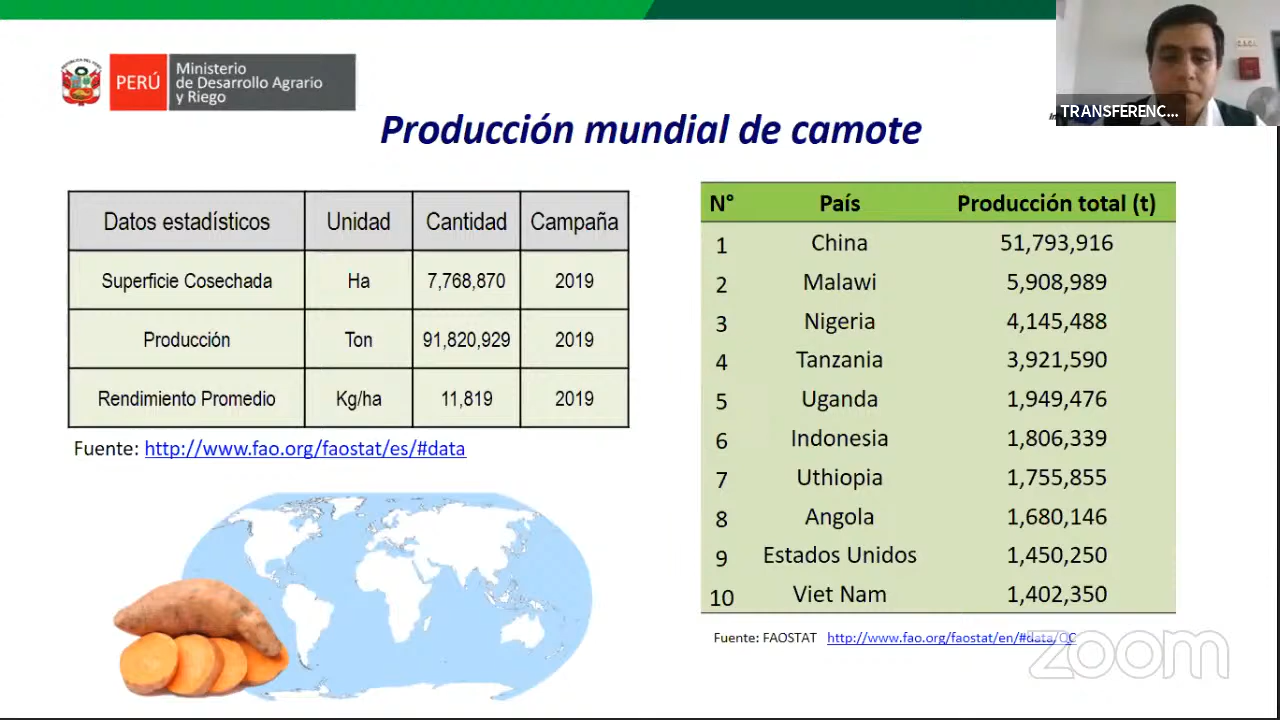 PERÚ
Ministerio
de Desarrollo Agrario
y Riego
TRANSFERENC...
Producción mundial de camote
Datos estadísticos Unidad Cantidad Campaña
Superficie Cosechada Ha 7,768,870 2019
Producción Ton 91,820,929 2019
Rendimiento Promedio Kg/ha 11,819 2019
Fuente: http://www.fao.org/faostat/es/#data
N° País Producción total (t)
1 China 51,793,916
2 Malawi 5,908,989
3 Nigeria 4,145,488
4 Tanzania 3,921,590
5 Uganda 1,949,476
6 Indonesia 1,806,339
7 Uthiopia 1,755,855
8 Angola 1,680,146
9 Estados Unidos 1,450,250
10 Viet Nam 1,402,350
Fuente: FAOSTAT http://www.fao.org/faostat/en/#data/QC
zoom